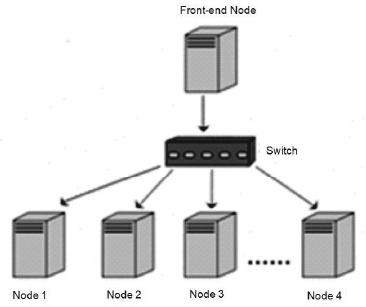 Front-end Node
Switch
Node 1
Node 2
Node 3
Node 4